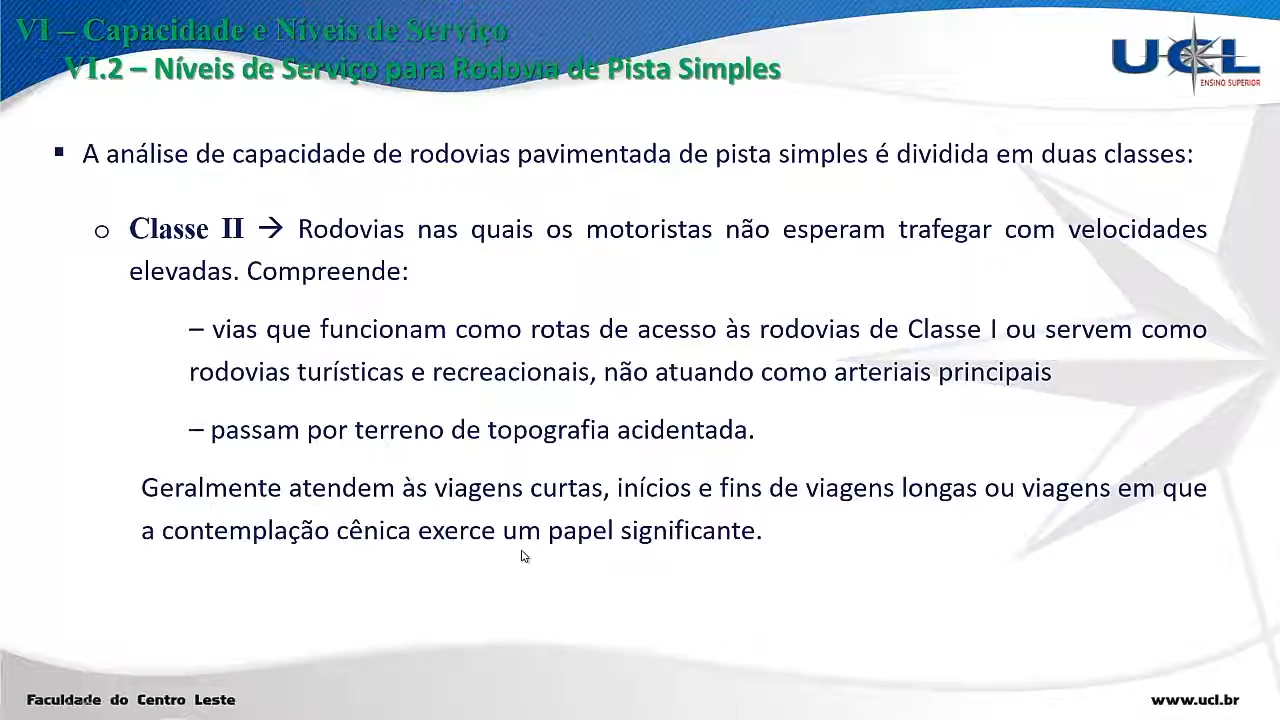 VI – Capacidade e Níveis de Serviço
VI.2 – Níveis de Serviço para Rodovia de Pista Simples
UCL
ENSINO SUPERIOR
▪ A análise de capacidade de rodovias pavimentada de pista simples é dividida em duas classes:
o Classe II → Rodovias nas quais os motoristas não esperam trafegar com velocidades
elevadas. Compreende:
– vias que funcionam como rotas de acesso às rodovias de Classe I ou servem como
rodovias turísticas e recreacionais, não atuando como arteriais principais
– passam por terreno de topografia acidentada.
Geralmente atendem às viagens curtas, inícios e fins de viagens longas ou viagens em que
a contemplação cênica exerce um papel significante.
Faculdade do Centro Leste
www.ucl.br